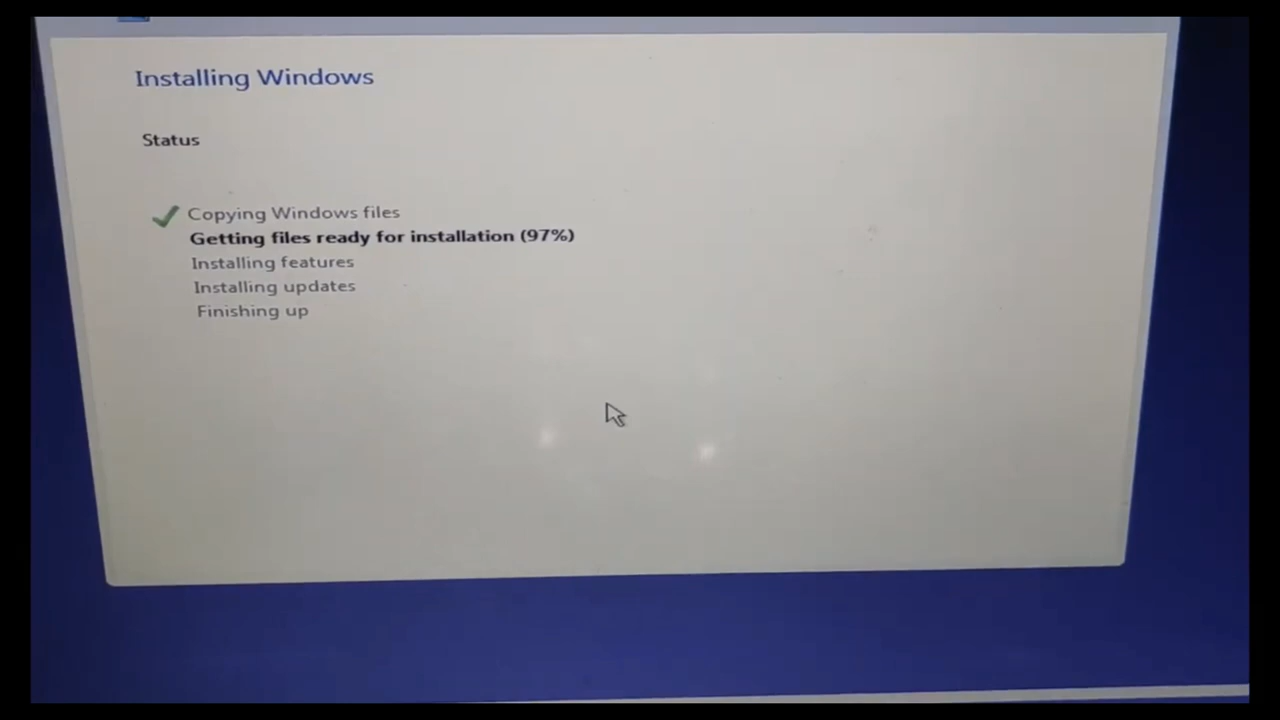 Installing Windows
Status
Copying Windows files
Getting files ready for installation (97%)
Installing features
Installing updates
Finishing up